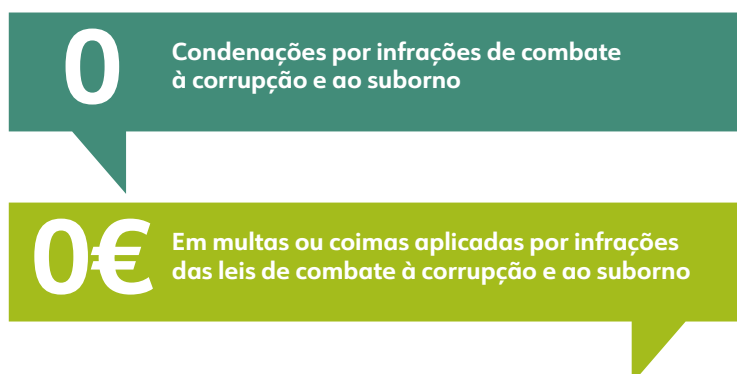 0
Condenações por infrações de combate
à corrupção e ao suborno
0€
Em multas ou coimas aplicadas por infrações
das leis de combate à corrupção e ao suborno